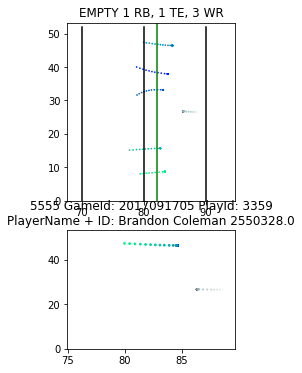 EMPTY 1 RB, 1 TE, 3 WR
50
40
30
20
10
0
70 80 90
5555 GameId: 2017091705 PlayId: 3359
PlayerName + ID: Brandon Coleman 2550328.0
40
20
0
75 80 85